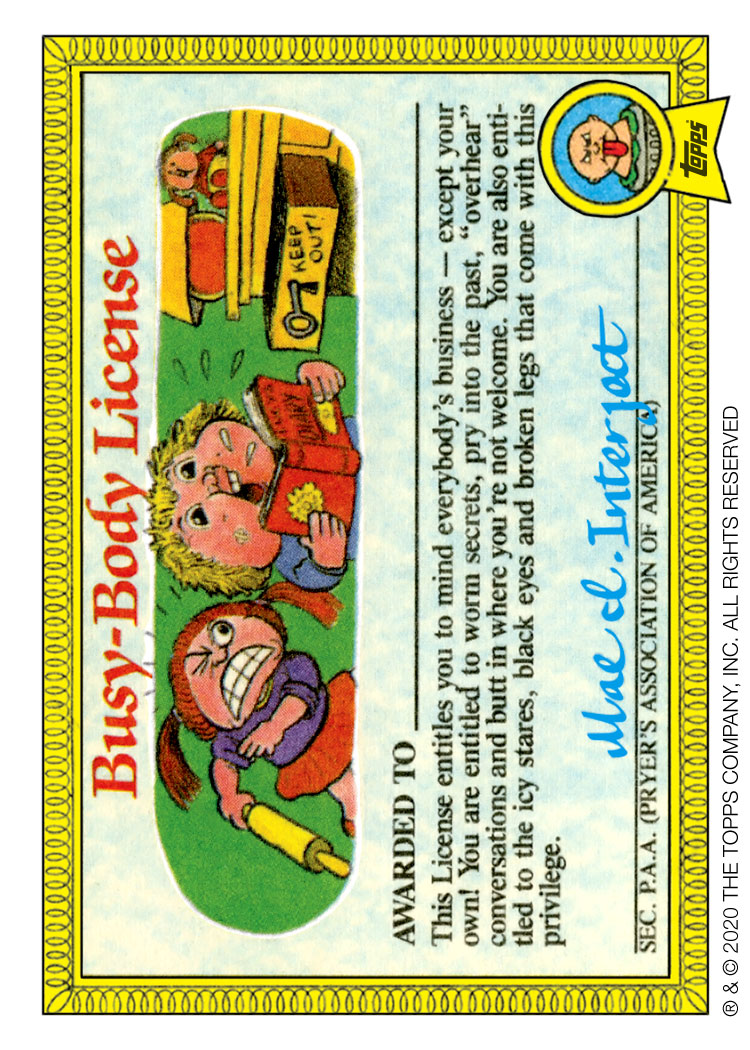 Busy-Body License
KEEP
OUT!
DIARY
AWARDED TO
This License entitles you to mind everybody's business — except your
own! You are entitled to worm secrets, pry into the past, “overhear”
conversations and butt in where you're not welcome. You are also enti-
tled to the icy stares, black eyes and broken legs that come with this
privilege.
Mae d. Interject
SEC. P.A.A. (PRYER'S ASSOCIATION OF AMERICA)
topps
® & © 2020 THE TOPPS COMPANY, INC. ALL RIGHTS RESERVED